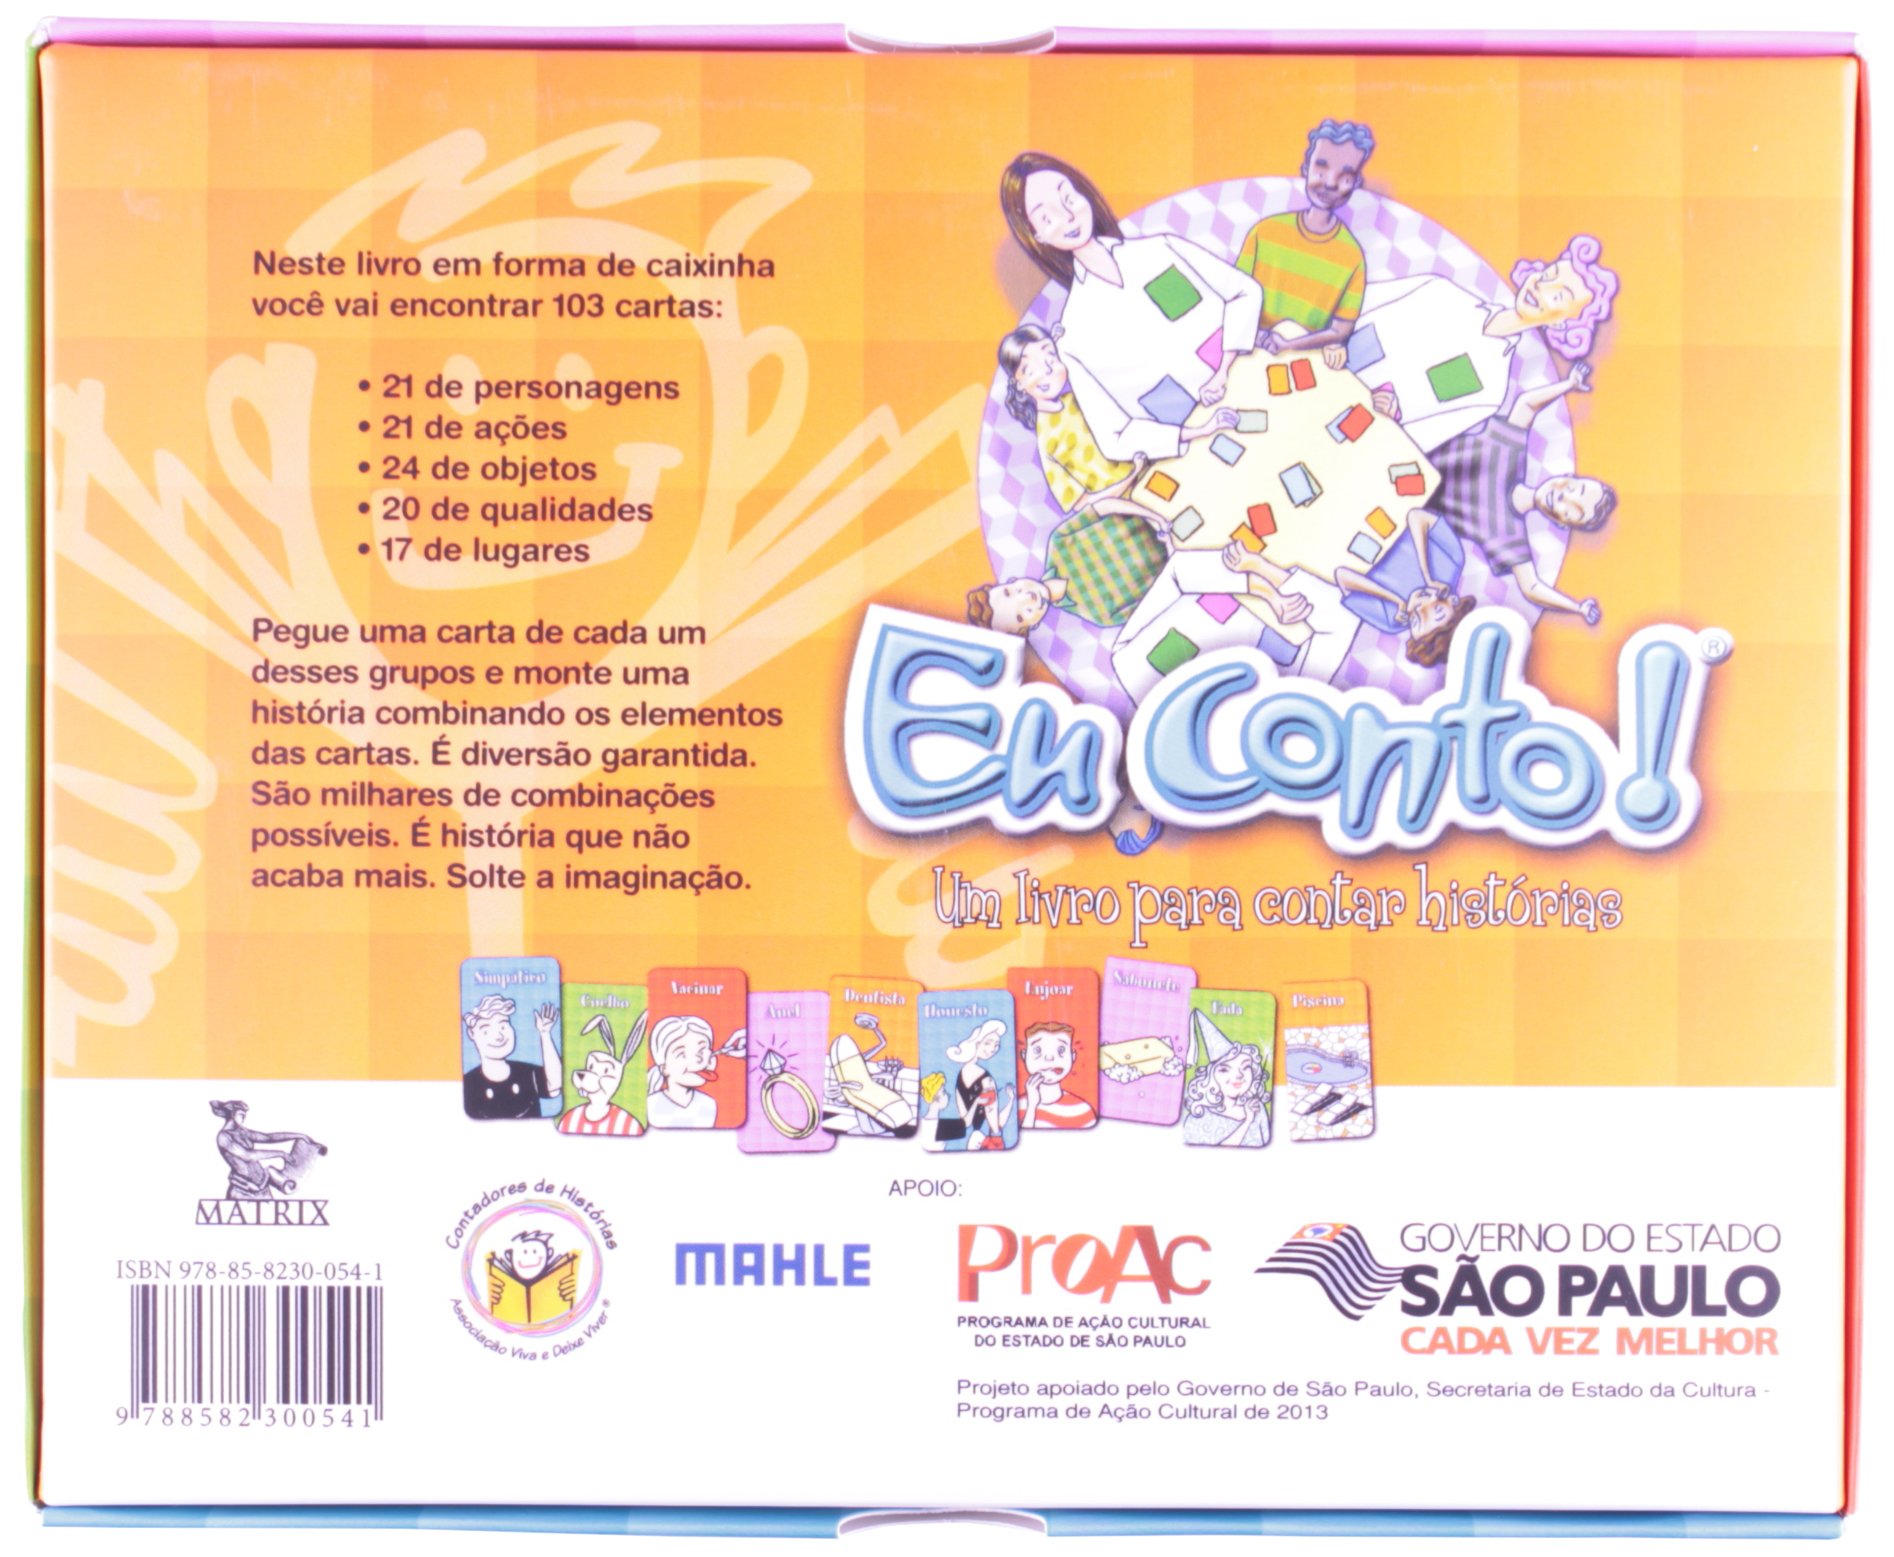 Neste livro em forma de caixinha
você vai encontrar 103 cartas:
• 21 de personagens
• 21 de ações
• 24 de objetos
• 20 de qualidades
• 17 de lugares
Pegue uma carta de cada um
desses grupos e monte uma
história combinando os elementos
das cartas. É diversão garantida.
São milhares de combinações
possíveis. É história que não
acaba mais. Solte a imaginação.
Eu Conto! ®
Um livro para contar histórias
Simpático
Coelho
Vacinar
Anel
Dentista
Honesto
Enjoar
Sabonete
Fada
Piscina
MATRIX
ISBN 978-85-8230-054-1
9 788582 300541
Contadores de Histórias
Associação Viva e Deixe Viver ®
APOIO:
MAHLE
ProAc
PROGRAMA DE AÇÃO CULTURAL
DO ESTADO DE SÃO PAULO
GOVERNO DO ESTADO
SÃO PAULO
CADA VEZ MELHOR
Projeto apoiado pelo Governo de São Paulo, Secretaria de Estado da Cultura -
Programa de Ação Cultural de 2013